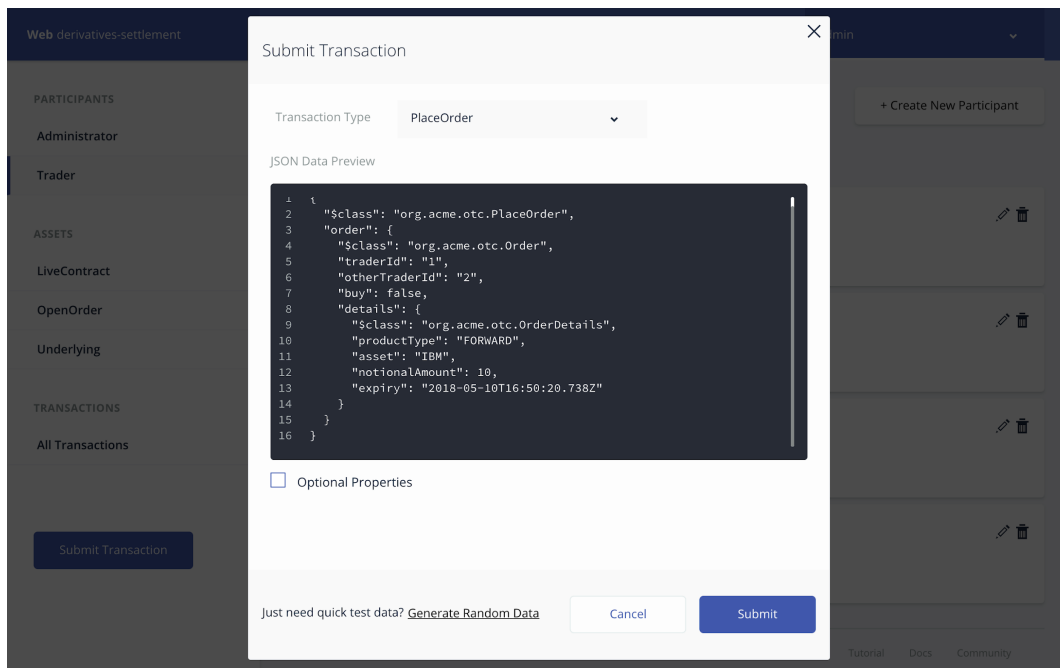 Web derivatives-settlement
Submit Transaction
PARTICIPANTS
Administrator
Trader
ASSETS
LiveContract
OpenOrder
Underlying
TRANSACTIONS
All Transactions
Submit Transaction
Transaction Type PlaceOrder
+ Create New Participant
JSON Data Preview
1 {
2 "$class": "org.acme.otc.PlaceOrder",
3 "order": {
4 "$class": "org.acme.otc.Order",
5 "traderId": "1",
6 "otherTraderId": "2",
7 "buy": false,
8 "details": {
9 "$class": "org.acme.otc.OrderDetails",
10 "productType": "FORWARD",
11 "asset": "IBM",
12 "notionalAmount": 10,
13 "expiry": "2018-05-10T16:50:20.738Z"
14 }
15 }
16 }
Optional Properties
Just need quick test data? Generate Random Data
Cancel
Submit
Tutorial Docs Community